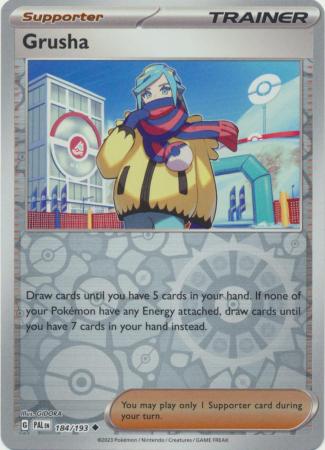 Supporter TRAINER
Grusha
Draw cards until you have 5 cards in your hand. If none of
your Pokémon have any Energy attached, draw cards until
you have 7 cards in your hand instead.
Illus. GIDORA
G PAL EN 184/193
You may play only 1 Supporter card during
your turn.
©2023 Pokémon / Nintendo / Creatures / GAME FREAK